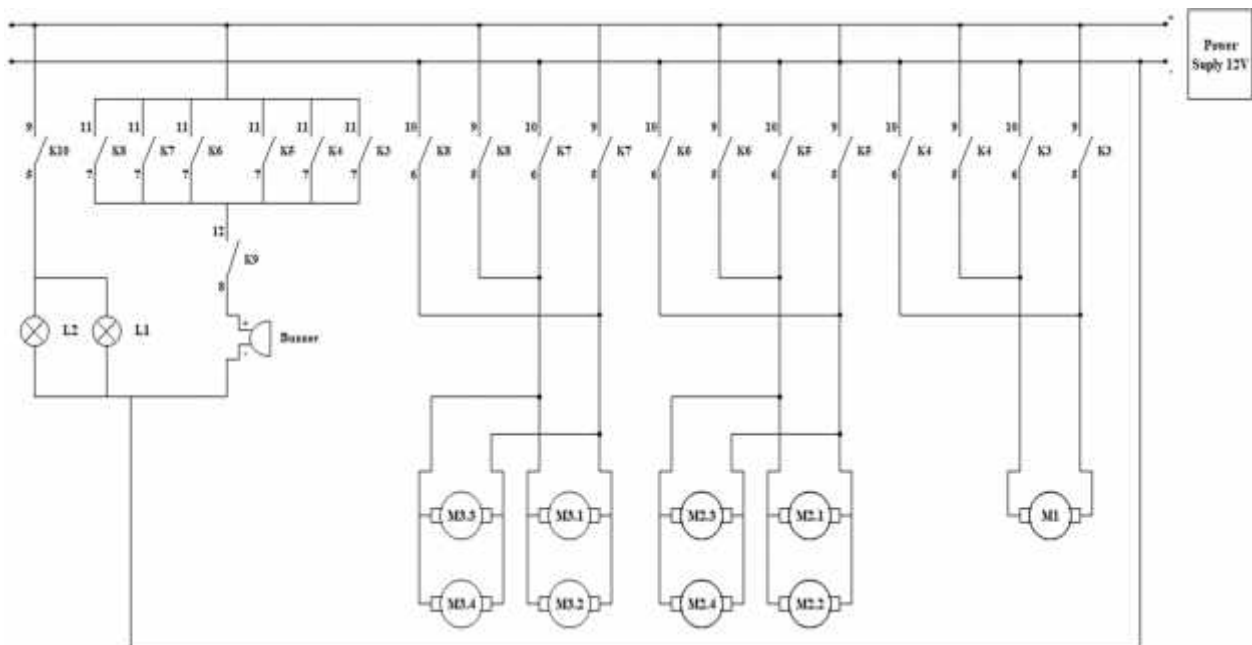 +
Power
Suply 12V
-
9 11 11 11 11 11 11 10 9 10 9 10 9 10 9 10 9 10 9
K10 K8 K7 K6 K5 K4 K3 K8 K8 K7 K7 K6 K6 K5 K5 K4 K4 K3 K3
7 7 7 7 7 7 6 8 6 8 6 8 6 8 6 8 6 8
12
K9
8
+
L2 L1 Buzzer
-
M3.3 M3.1 M2.3 M2.1 M1
M3.4 M3.2 M2.4 M2.2